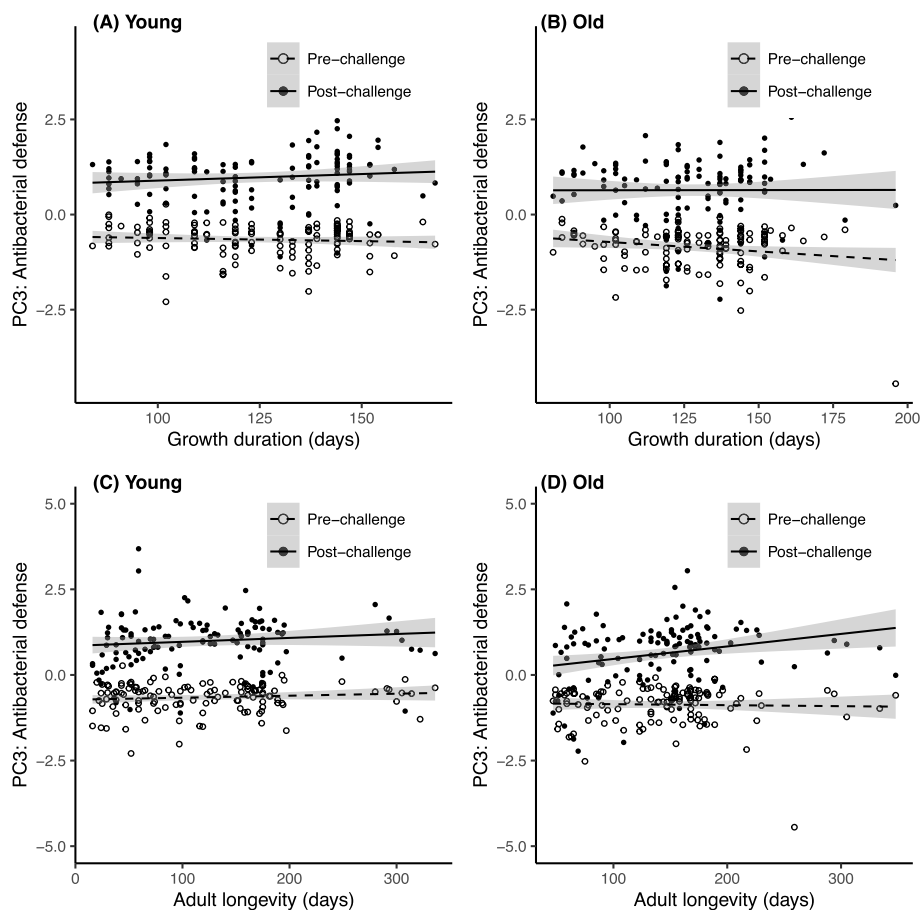 (A) Young
Pre−challenge
Post−challenge
PC3: Antibacterial defense
2.5
0.0
−2.5
100
125
150
Growth duration (days)
(B) Old
Pre−challenge
Post−challenge
PC3: Antibacterial defense
2.5
0.0
−2.5
100
125
150
175
200
Growth duration (days)
(C) Young
Pre−challenge
Post−challenge
PC3: Antibacterial defense
5.0
2.5
0.0
−2.5
−5.0
0
100
200
300
Adult longevity (days)
(D) Old
Pre−challenge
Post−challenge
PC3: Antibacterial defense
5.0
2.5
0.0
−2.5
−5.0
100
200
300
Adult longevity (days)